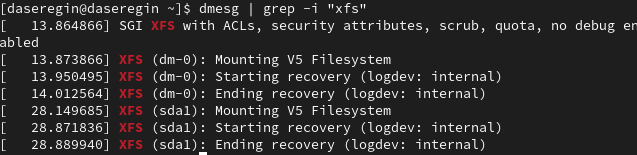 [daseregin@daseregin ~]$ dmesg | grep -i "xfs"
[   13.864866] SGI XFS with ACLs, security attributes, scrub, quota, no debug en
abled
[   13.873866] XFS (dm-0): Mounting V5 Filesystem
[   13.950495] XFS (dm-0): Starting recovery (logdev: internal)
[   14.012564] XFS (dm-0): Ending recovery (logdev: internal)
[   28.149685] XFS (sda1): Mounting V5 Filesystem
[   28.871836] XFS (sda1): Starting recovery (logdev: internal)
[   28.889940] XFS (sda1): Ending recovery (logdev: internal)